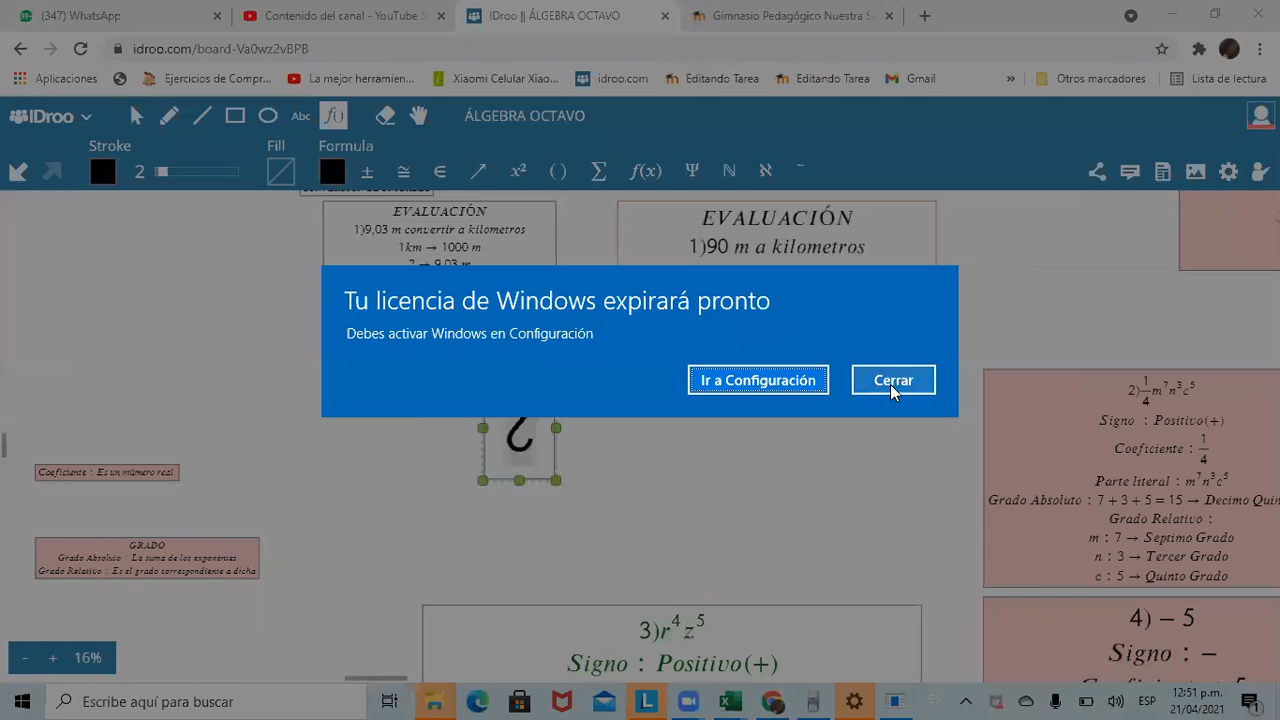 (347) WhatsApp
Contenido del canal - YouTube S
IDroo || ÁLGEBRA OCTAVO
Gimnasio Pedagógico Nuestra S
idroo.com/board-Va0wz2vBPB
Aplicaciones
Ejercicios de Compr...
La mejor herramien...
Xiaomi Celular Xiao...
idroo.com
Editando Tarea
Editando Tarea
Gmail
»
Otros marcadores
Lista de lectura
IDroo
Abc
f()
ÁLGEBRA OCTAVO
Stroke
Fill
Formula
2
± ≅ ∈ x² ( ) ∑ f(x) Ψ ℕ ℵ ~
EVALUACIÓN
1)9,03 m convertir a kilometros
1km → 1000 m
? → 9,03 m
EVALUACIÓN
1)90 m a kilometros
Tu licencia de Windows expirará pronto
Debes activar Windows en Configuración
Ir a Configuración
Cerrar
¿
Coeficiente : Es un número real
GRADO
Grado Absoluto : La suma de los exponentes
Grado Relativo : Es el grado correspondiente a dicha
2) 1/4 m⁷n³c⁵
Signo : Positivo(+)
Coeficiente : 1/4
Parte literal : m⁷n³c⁵
Grado Absoluto : 7 + 3 + 5 = 15 → Decimo Quin
Grado Relativo :
m : 7 → Septimo Grado
n : 3 → Tercer Grado
c : 5 → Quinto Grado
3)r⁴z⁵
Signo : Positivo(+)
4) − 5
Signo : −
- + 16%
Escribe aquí para buscar
ESP
12:51 p.m.
21/04/2021